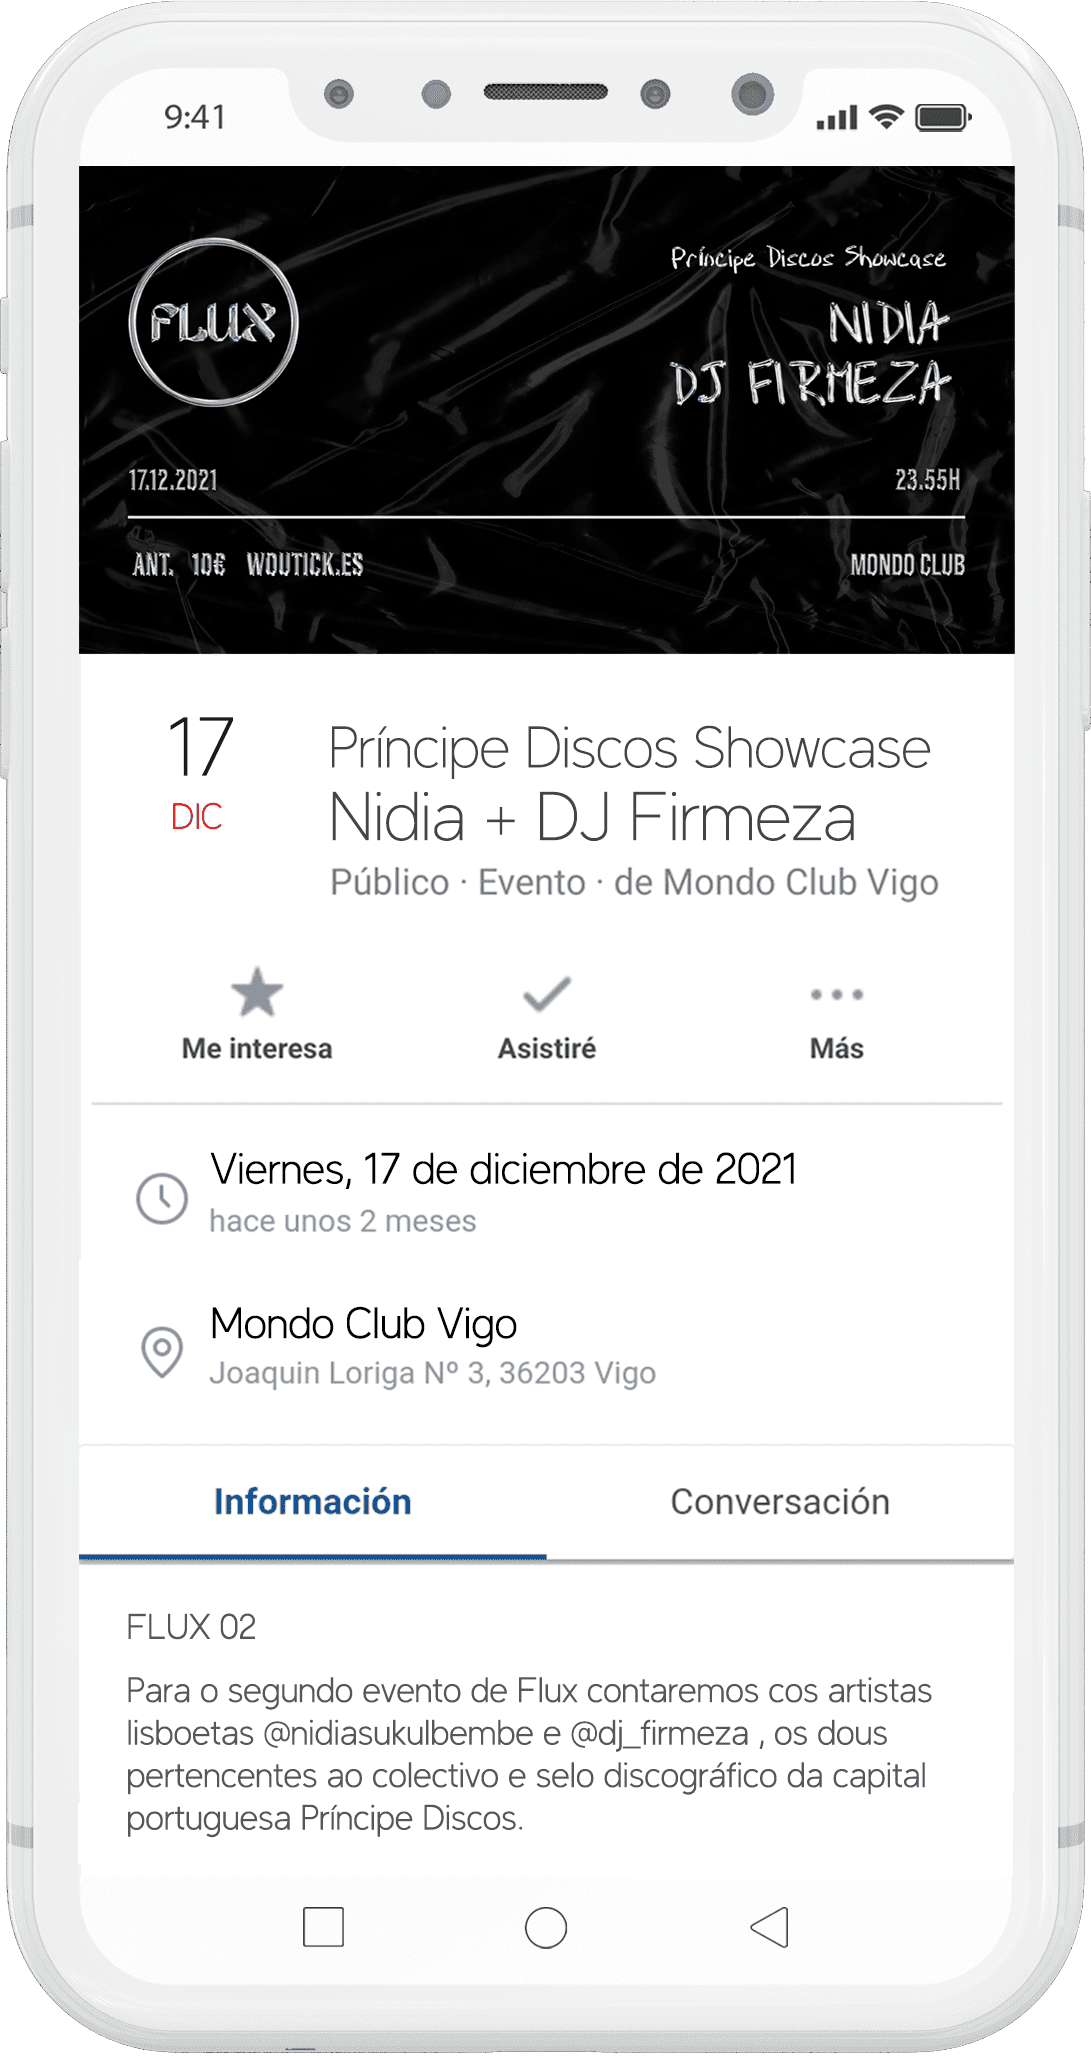 9:41
FLUX
Príncipe Discos Showcase
NIDIA
DJ FIRMEZA
17.12.2021
23.55H
ANT. 10€ WOUTICK.ES
MONDO CLUB
17
DIC
Príncipe Discos Showcase
Nidia + DJ Firmeza
Público · Evento · de Mondo Club Vigo
Me interesa
Asistiré
Más
Viernes, 17 de diciembre de 2021
hace unos 2 meses
Mondo Club Vigo
Joaquin Loriga Nº 3, 36203 Vigo
Información
Conversación
FLUX 02
Para o segundo evento de Flux contaremos cos artistas
lisboetas @nidiasukulbembe e @dj_firmeza , os dous
pertencentes ao colectivo e selo discográfico da capital
portuguesa Príncipe Discos.